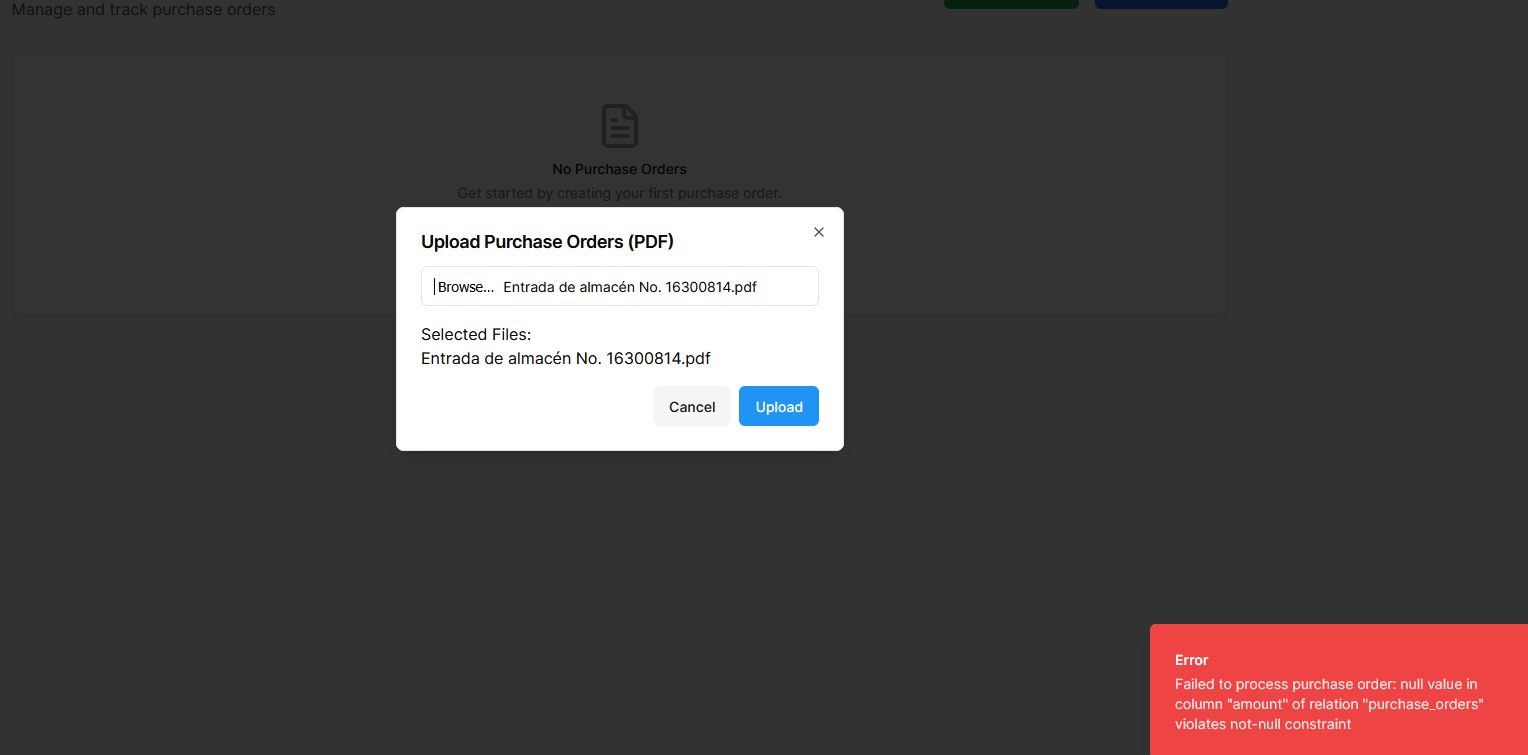 Manage and track purchase orders
No Purchase Orders
Get started by creating your first purchase order.
Upload Purchase Orders (PDF)
Browse... Entrada de almacén No. 16300814.pdf
Selected Files:
Entrada de almacén No. 16300814.pdf
Cancel Upload
Error
Failed to process purchase order: null value in
column "amount" of relation "purchase_orders"
violates not-null constraint